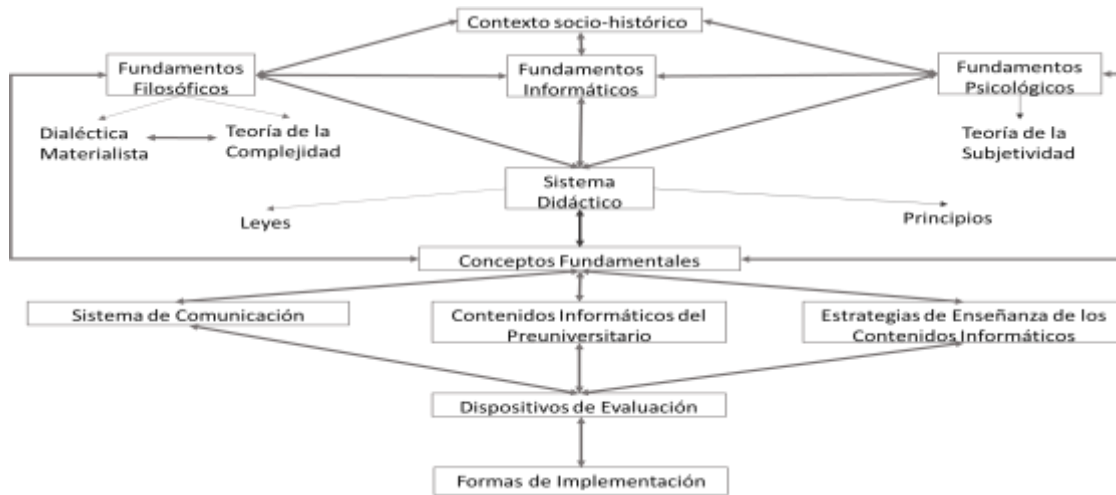 Contexto socio-histórico
Fundamentos
Filosóficos
Fundamentos
Informáticos
Fundamentos
Psicológicos
Dialéctica
Materialista
Teoría de la
Complejidad
Teoría de la
Subjetividad
Sistema
Didáctico
Leyes
Principios
Conceptos Fundamentales
Sistema de Comunicación
Contenidos Informáticos del
Preuniversitario
Estrategias de Enseñanza de los
Contenidos Informáticos
Dispositivos de Evaluación
Formas de Implementación